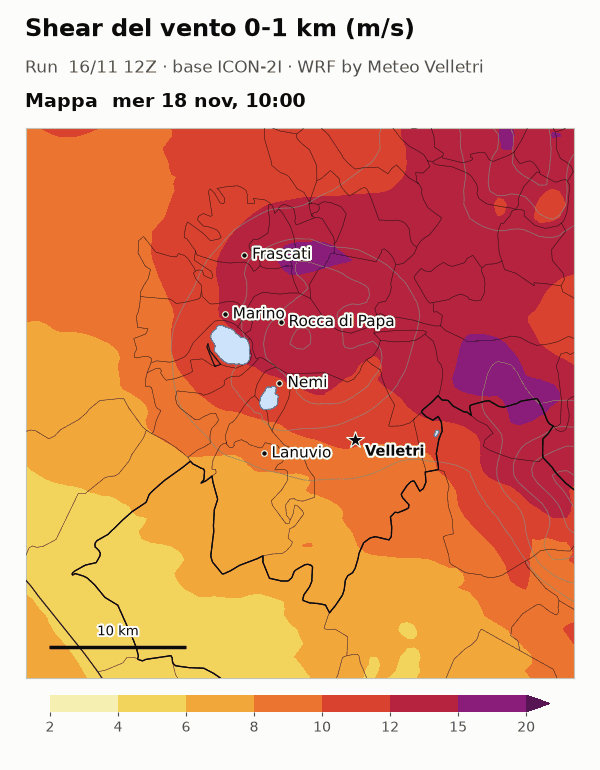 Shear del vento 0-1 km (m/s)
Run 16/11 12Z · base ICON-2I · WRF by Meteo Velletri
Mappa mer 18 nov, 10:00
Frascati
Marino
Rocca di Papa
Nemi
Velletri
Lanuvio
10 km
2 4 6 8 10 12 15 20